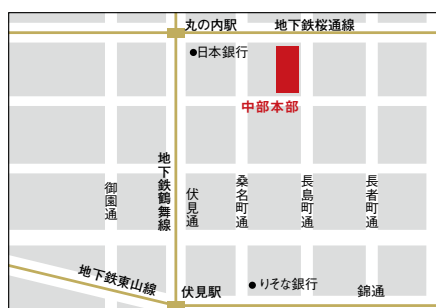 丸の内駅
地下鉄桜通線
●日本銀行
中部本部
地下鉄鶴舞線
御園通
伏見通
桑名町通
長島町通
長者町通
地下鉄東山線
伏見駅
●りそな銀行
錦通